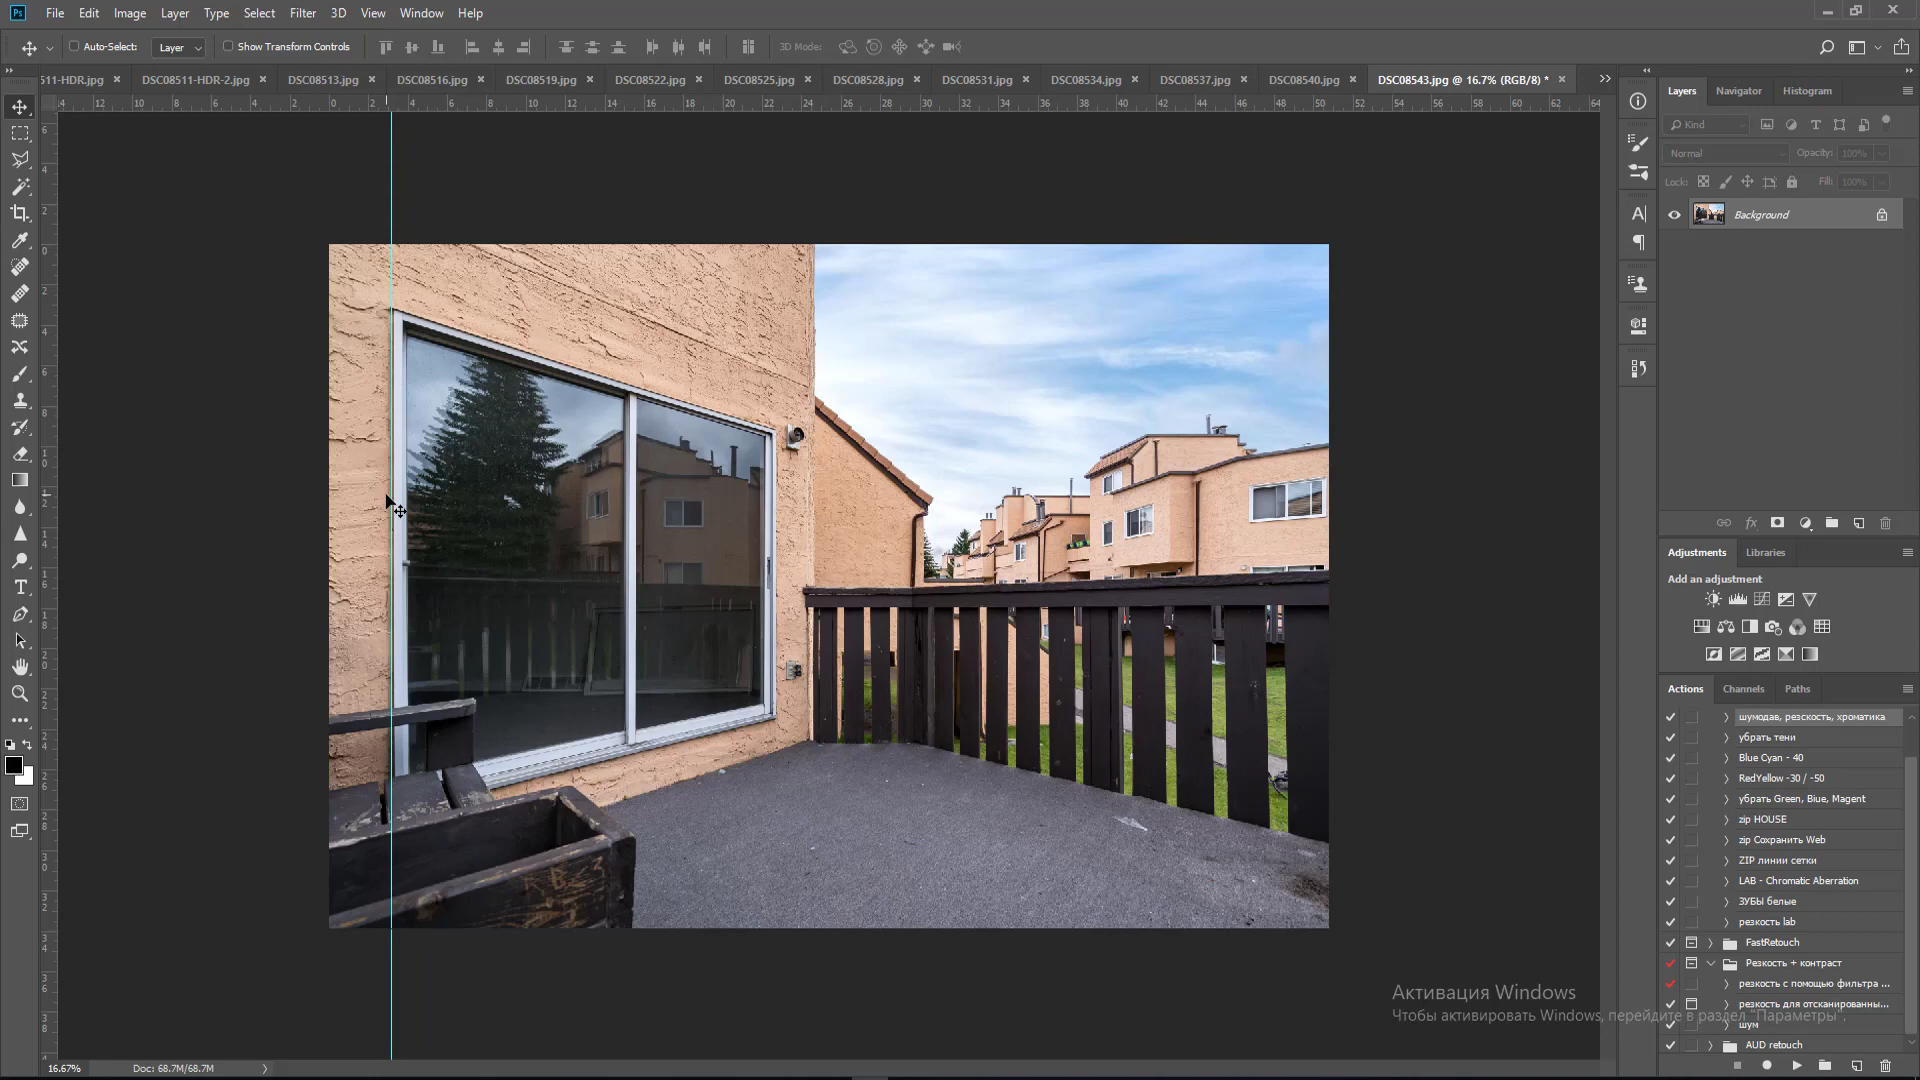 Ps File Edit Image Layer Type Select Filter 3D View Window Help
Auto-Select: Layer Show Transform Controls 3D Mode:
511-HDR.jpg DSC08511-HDR-2.jpg DSC08513.jpg DSC08516.jpg DSC08519.jpg DSC08522.jpg DSC08525.jpg DSC08528.jpg DSC08531.jpg DSC08534.jpg DSC08537.jpg DSC08540.jpg DSC08543.jpg @ 16.7% (RGB/8) *
Layers Navigator Histogram
Kind
Normal Opacity: 100%
Lock: Fill: 100%
Background
Adjustments Libraries
Add an adjustment
Actions Channels Paths
шумодав, резскость, хроматика
убрать тени
Blue Cyan - 40
RedYellow -30 / -50
убрать Green, Biue, Magent
zip HOUSE
zip Сохранить Web
ZIP линии сетки
LAB - Chromatic Aberration
ЗУБЫ белые
резкость lab
FastRetouch
Резкость + контраст
резкость с помощью фильтра ...
резкость для отсканированны...
шум
AUD retouch
Активация Windows
Чтобы активировать Windows, перейдите в раздел "Параметры".
16.67% Doc: 68.7M/68.7M